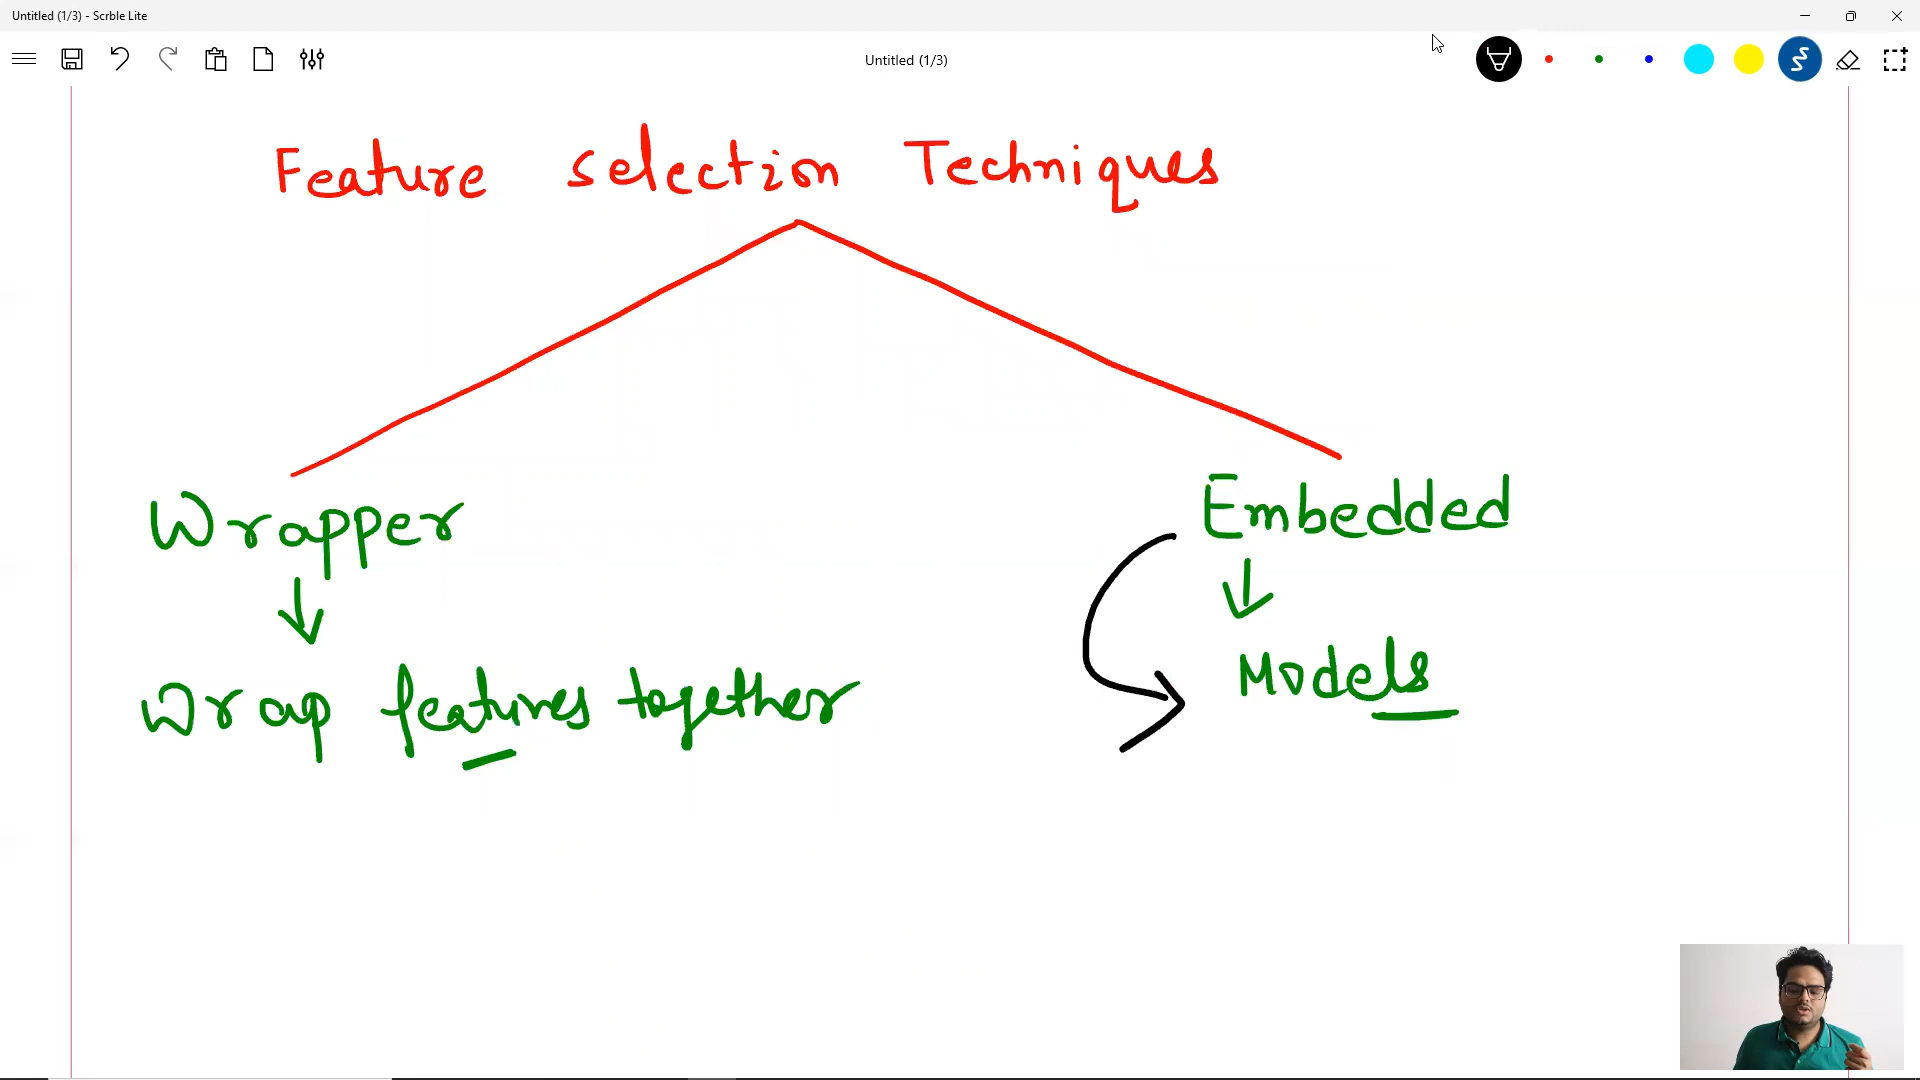 Untitled (1/3) - Scrble Lite
Untitled (1/3)
Feature selection Techniques
Wrapper
Embedded
Models
Wrap features together